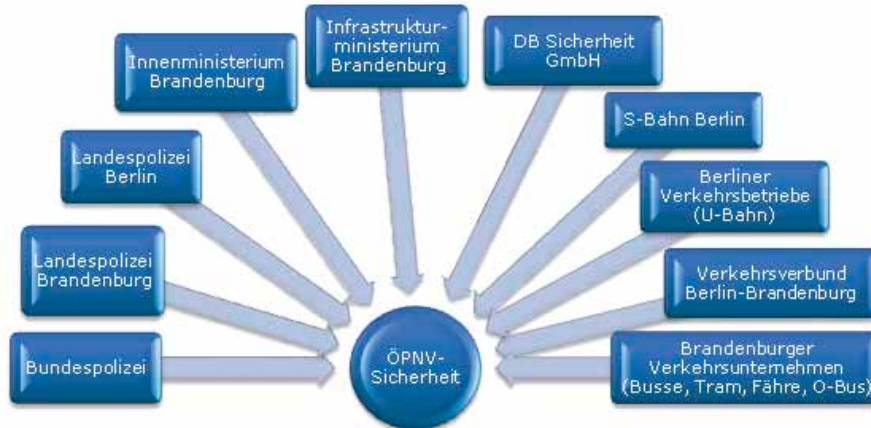 Infrastruktur-
ministerium
Brandenburg
DB Sicherheit
GmbH
Innenministerium
Brandenburg
S-Bahn Berlin
Landespolizei
Berlin
Berliner
Verkehrsbetriebe
(U-Bahn)
Landespolizei
Brandenburg
Verkehrsverbund
Berlin-Brandenburg
Bundespolizei
ÖPNV-
Sicherheit
Brandenburger
Verkehrsunternehmen
(Busse, Tram, Fähre, O-Bus)